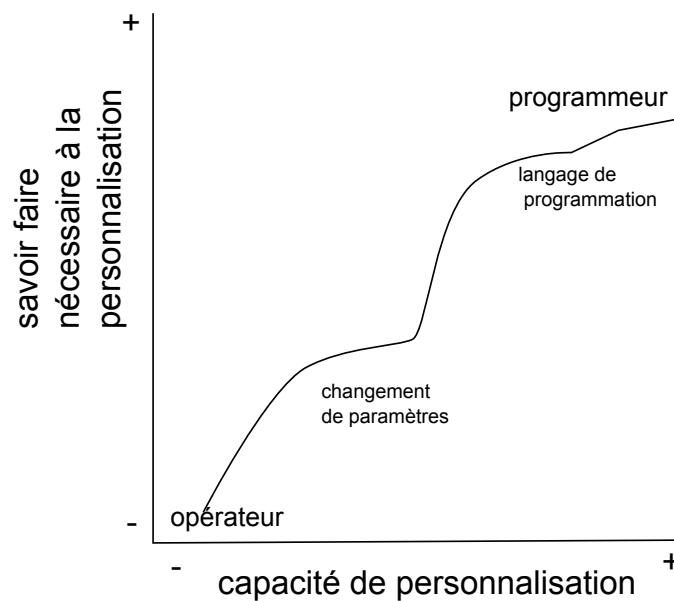 +
programmeur
savoir faire
nécessaire à la
personnalisation
langage de
programmation
changement
de paramètres
-
opérateur
-
+
capacité de personnalisation